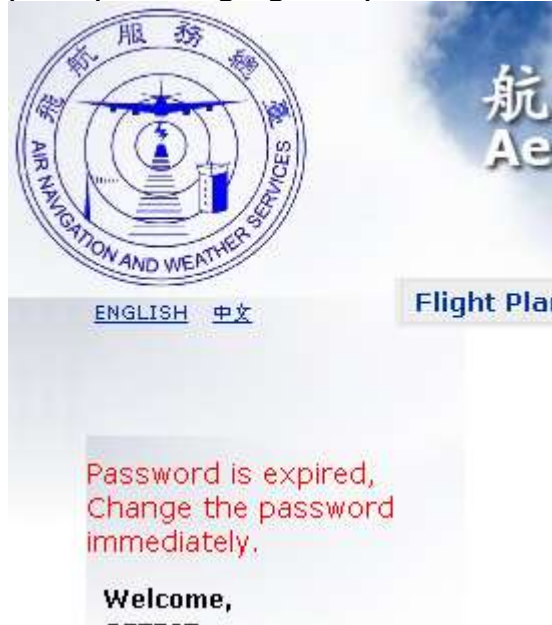 飛航服務總臺
AIR NAVIGATION AND WEATHER SERVICES
航
Ae
ENGLISH 中文
Flight Pla
Password is expired,
Change the password
immediately.
Welcome,